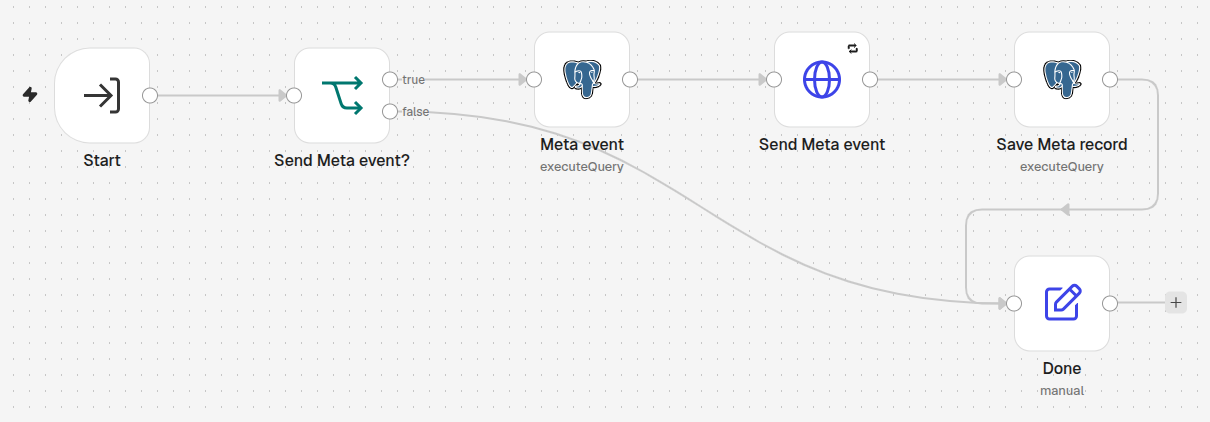 Start
Send Meta event?
true
false
Meta event
executeQuery
Send Meta event
Save Meta record
executeQuery
Done
manual